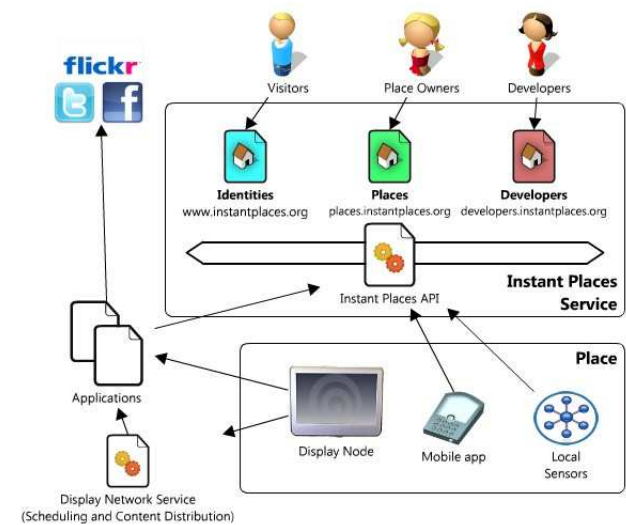 flickr
Visitors
Place Owners
Developers
Identities
www.instantplaces.org
Places
places.instantplaces.org
Developers
developers.instantplaces.org
Instant Places API
Instant Places
Service
Applications
Place
Display Node
Mobile app
Local
Sensors
Display Network Service
(Scheduling and Content Distribution)